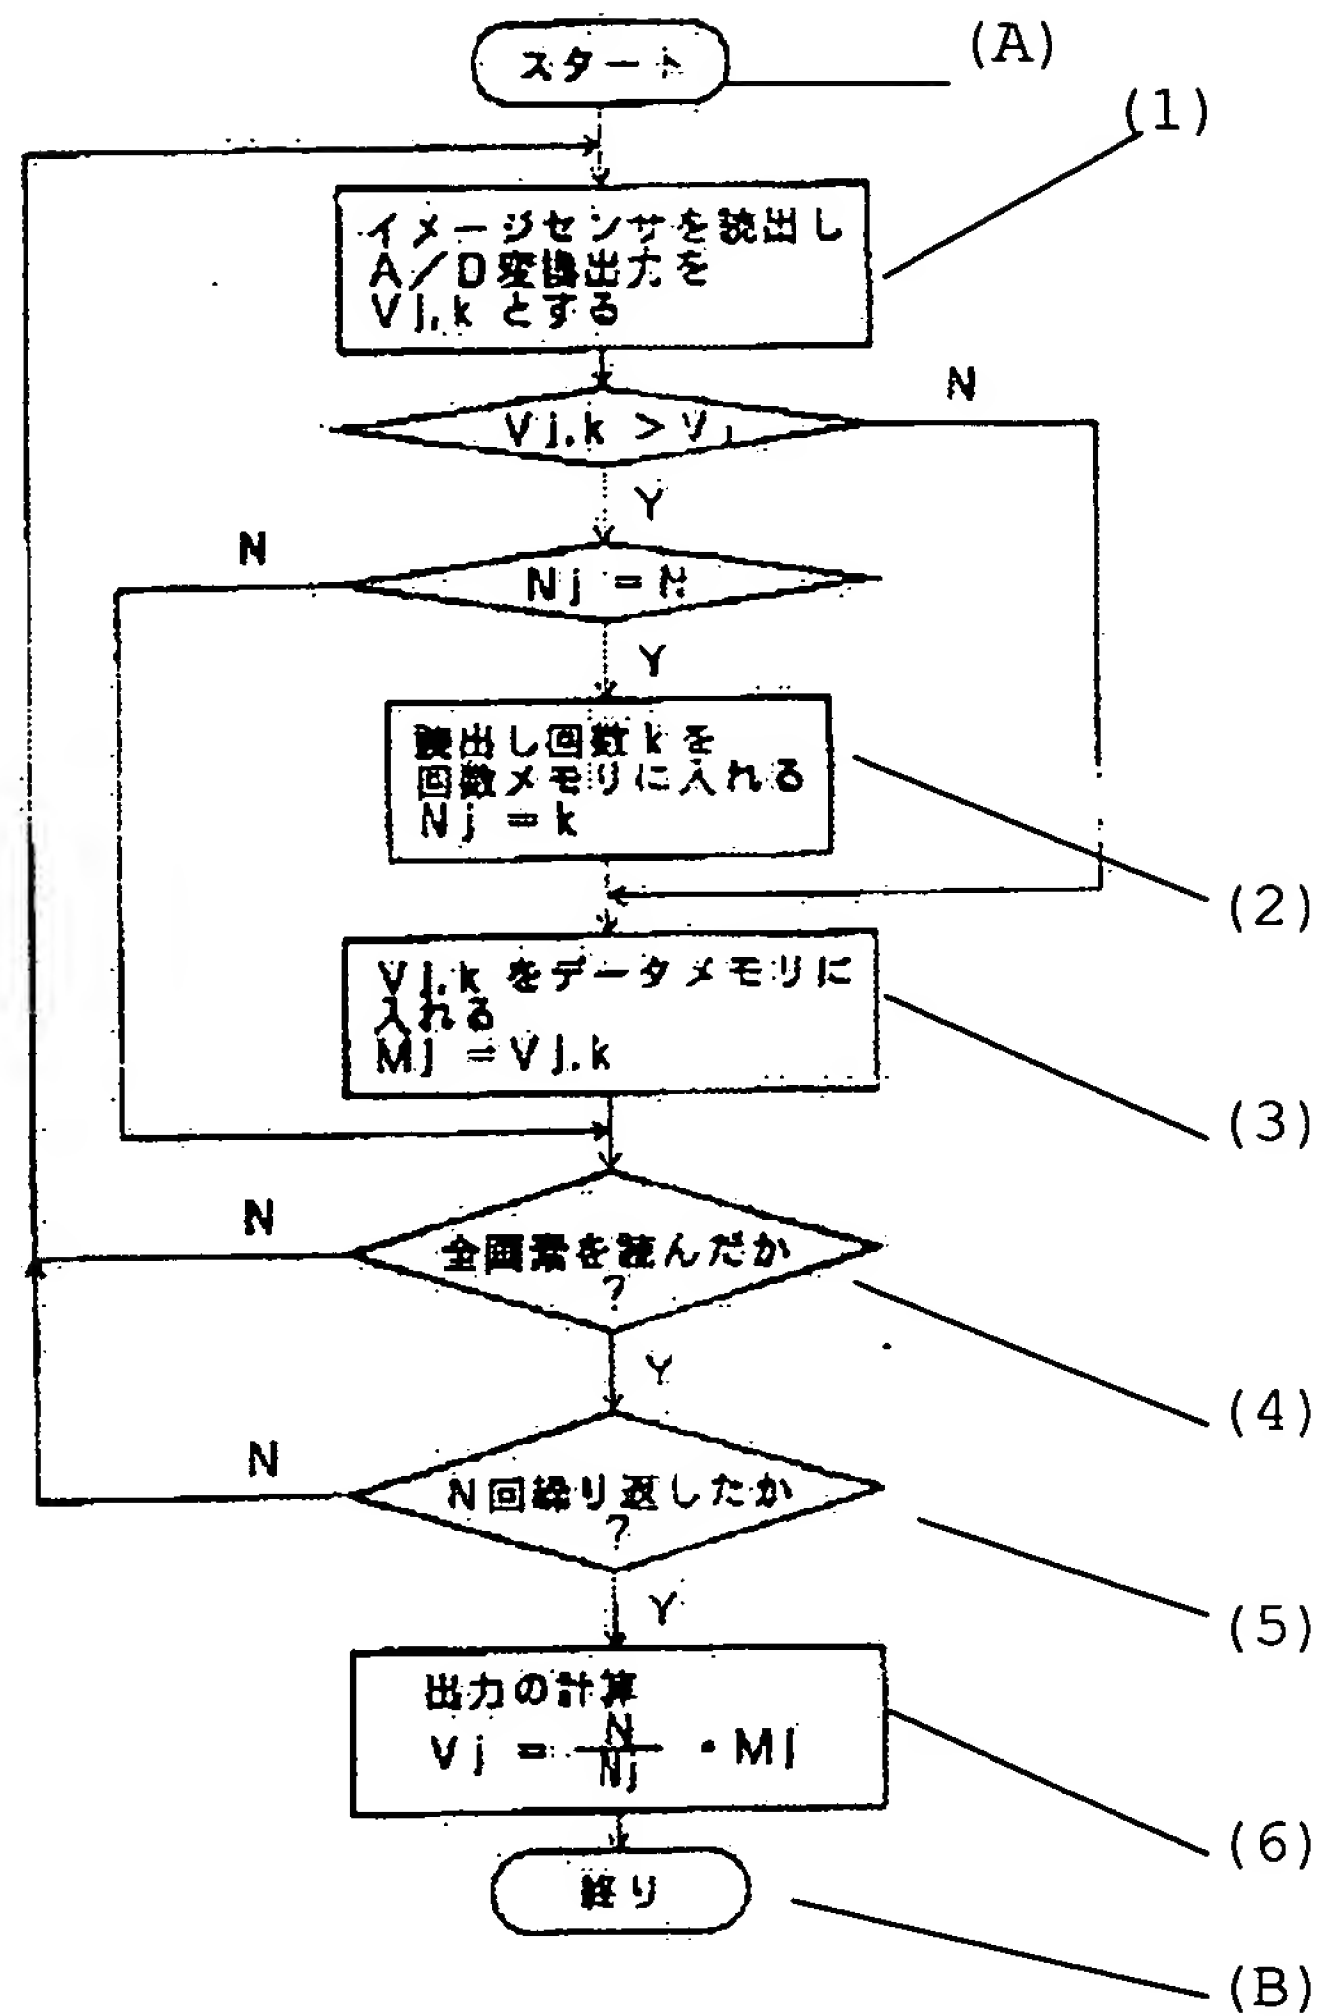 スタート
(A)
(1)
イメージセンサを読出し
A/D変換出力を
Vj,kとする
N
Vj,k > V
Y
N
Nj = N
Y
読出し回数kを
回数メモリに入れる
Nj = k
(2)
Vj,kをデータメモリに
入れる
Mj = Vj,k
(3)
N
全画素を読んだか
?
Y
(4)
N
N回繰り返したか
?
Y
(5)
出力の計算
Vj = N/Nj ・Mj
(6)
終り
(B)